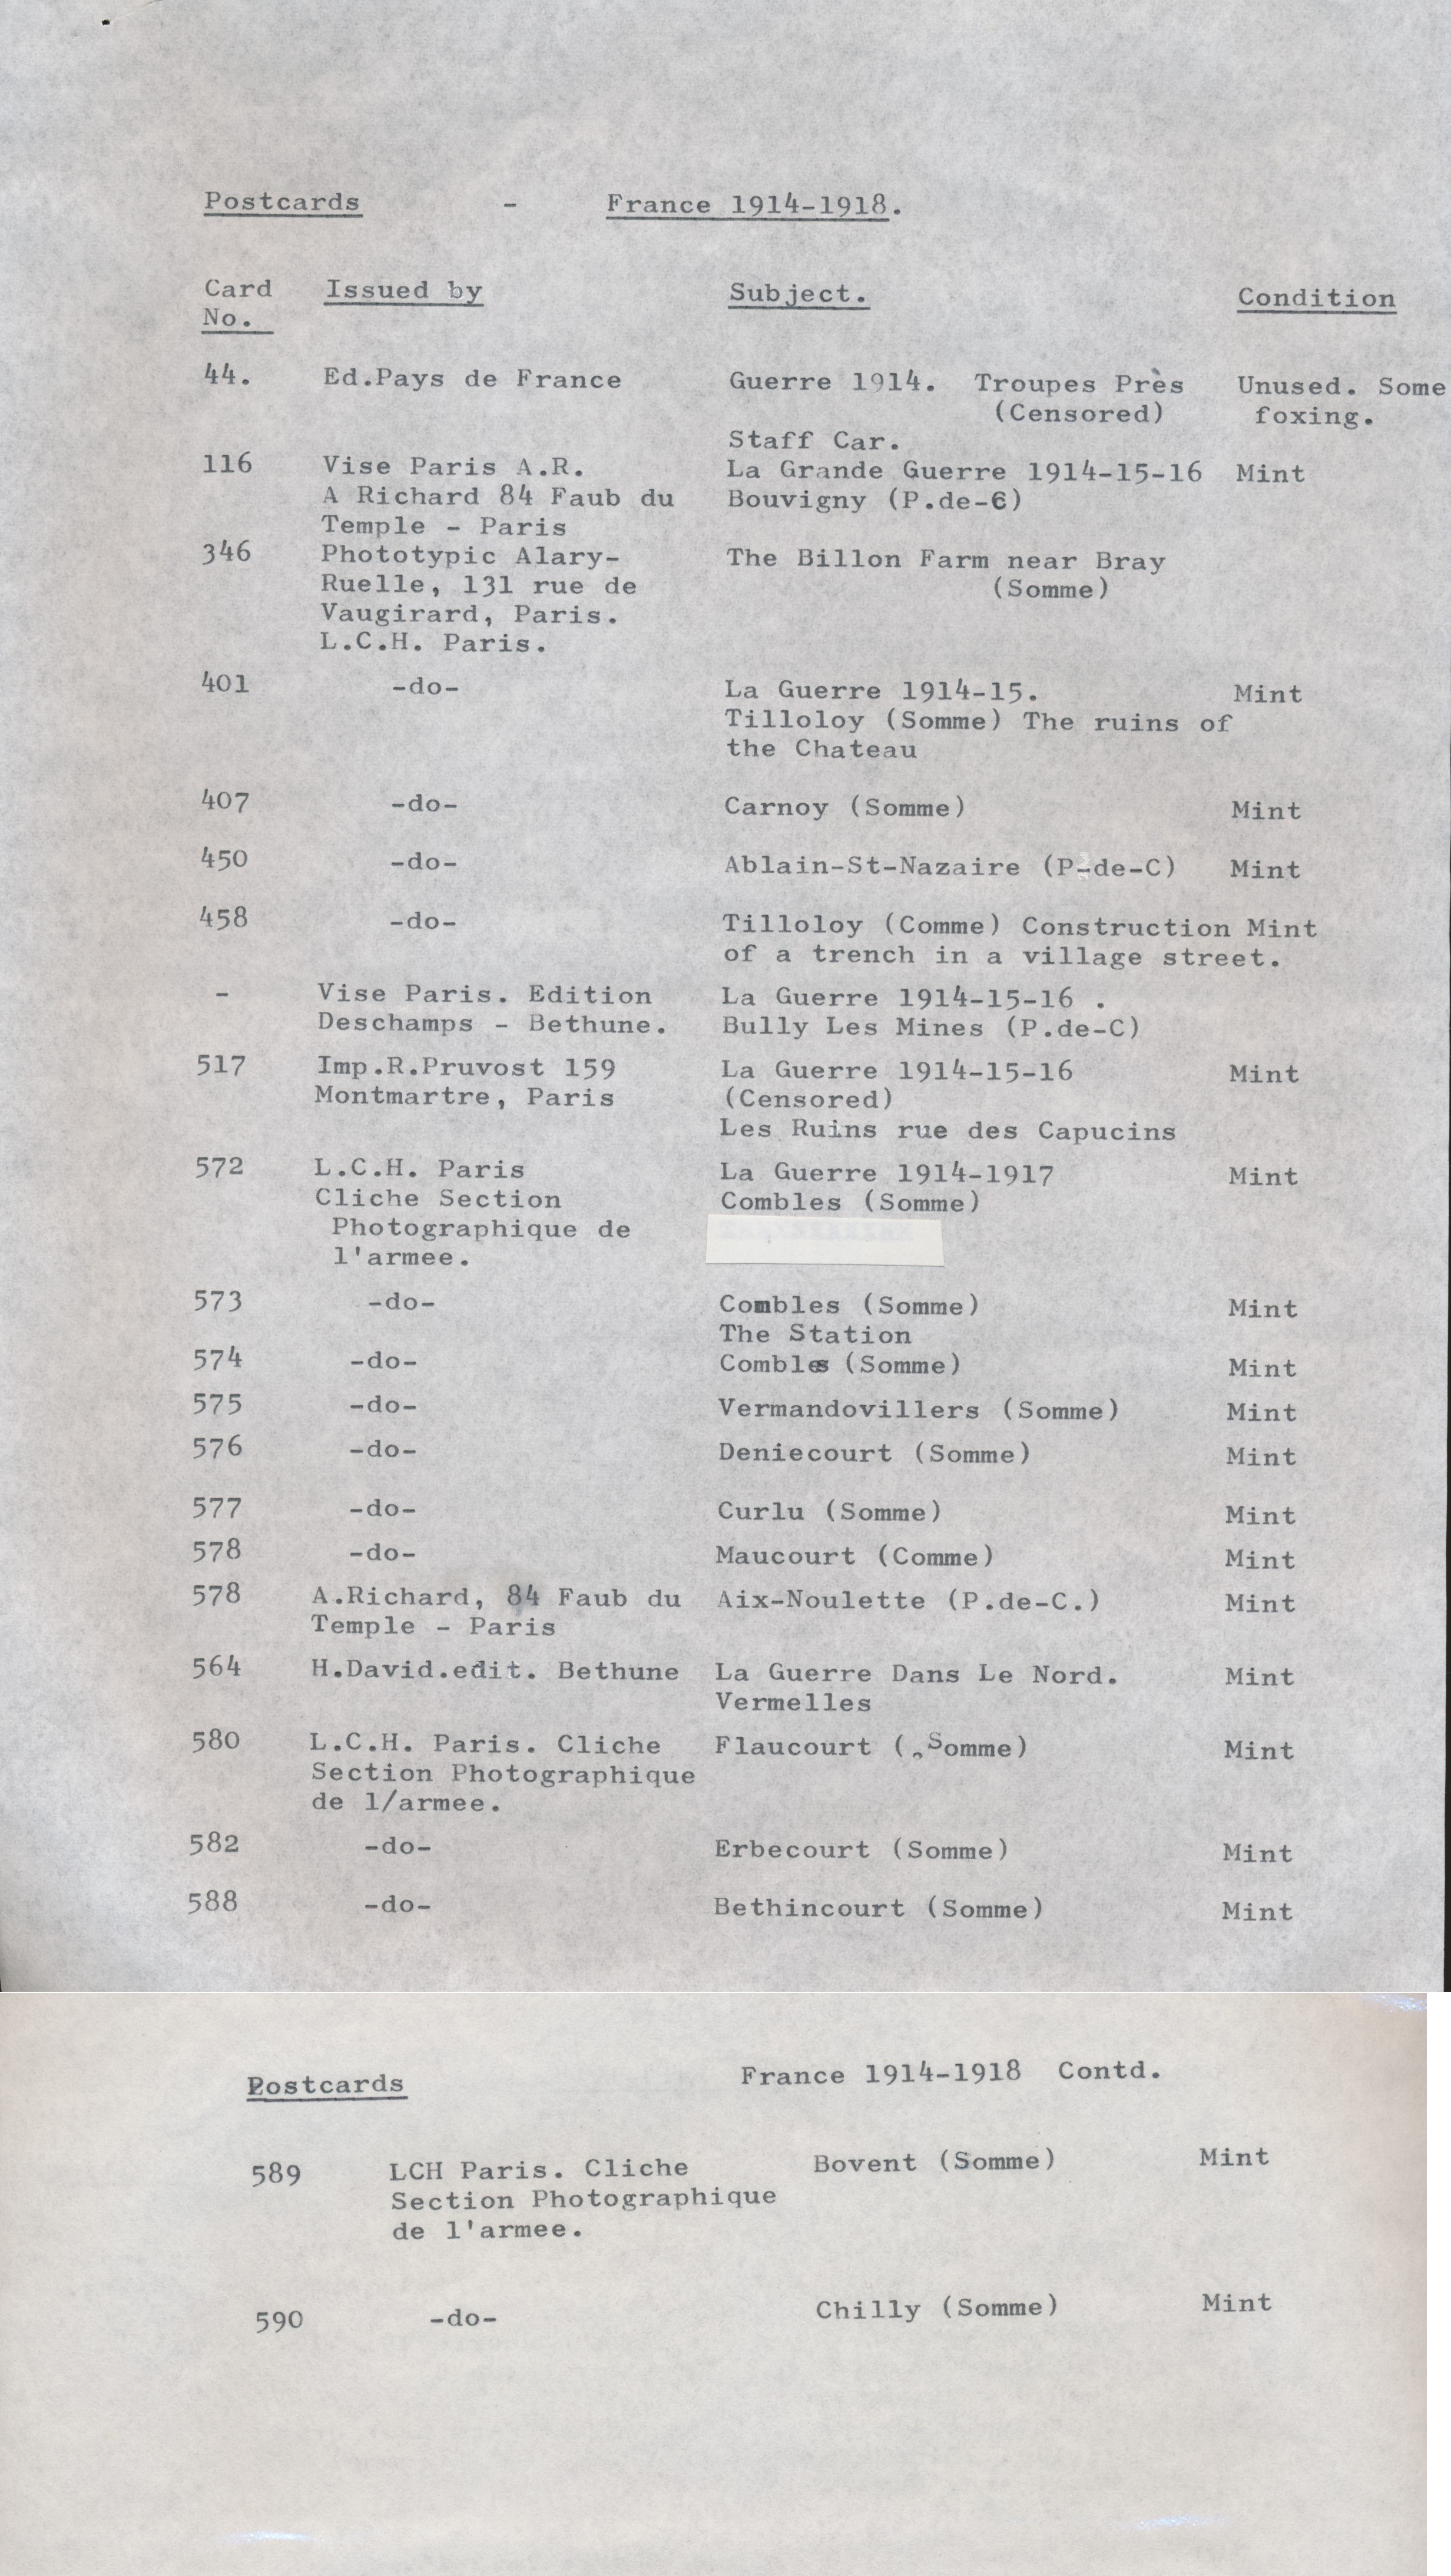 Postcards - France 1914-1918.
Card No. Issued by Subject. Condition
44. Ed.Pays de France Guerre 1914. Troupes Près Unused. Some
(Censored) foxing.
Staff Car.
116 Vise Paris A.R. La Grande Guerre 1914-15-16 Mint
A Richard 84 Faub du Bouvigny (P.de-C)
Temple - Paris
346 Phototypic Alary- The Billon Farm near Bray
Ruelle, 131 rue de (Somme)
Vaugirard, Paris.
L.C.H. Paris.
401 -do- La Guerre 1914-15. Mint
Tilloloy (Somme) The ruins of
the Chateau
407 -do- Carnoy (Somme) Mint
450 -do- Ablain-St-Nazaire (P-de-C) Mint
458 -do- Tilloloy (Comme) Construction Mint
of a trench in a village street.
- Vise Paris. Edition La Guerre 1914-15-16 .
Deschamps - Bethune. Bully Les Mines (P.de-C)
517 Imp.R.Pruvost 159 La Guerre 1914-15-16 Mint
Montmartre, Paris (Censored)
Les Ruins rue des Capucins
572 L.C.H. Paris La Guerre 1914-1917 Mint
Cliche Section Combles (Somme)
Photographique de
l'armee.
573 -do- Combles (Somme) Mint
The Station
574 -do- Combles (Somme) Mint
575 -do- Vermandovillers (Somme) Mint
576 -do- Deniecourt (Somme) Mint
577 -do- Curlu (Somme) Mint
578 -do- Maucourt (Comme) Mint
578 A.Richard, 84 Faub du Aix-Noulette (P.de-C.) Mint
Temple - Paris
564 H.David.edit. Bethune La Guerre Dans Le Nord. Mint
Vermelles
580 L.C.H. Paris. Cliche Flaucourt (Somme) Mint
Section Photographique
de l/armee.
582 -do- Erbecourt (Somme) Mint
588 -do- Bethincourt (Somme) Mint
Postcards France 1914-1918 Contd.
589 LCH Paris. Cliche Bovent (Somme) Mint
Section Photographique
de l'armee.
590 -do- Chilly (Somme) Mint